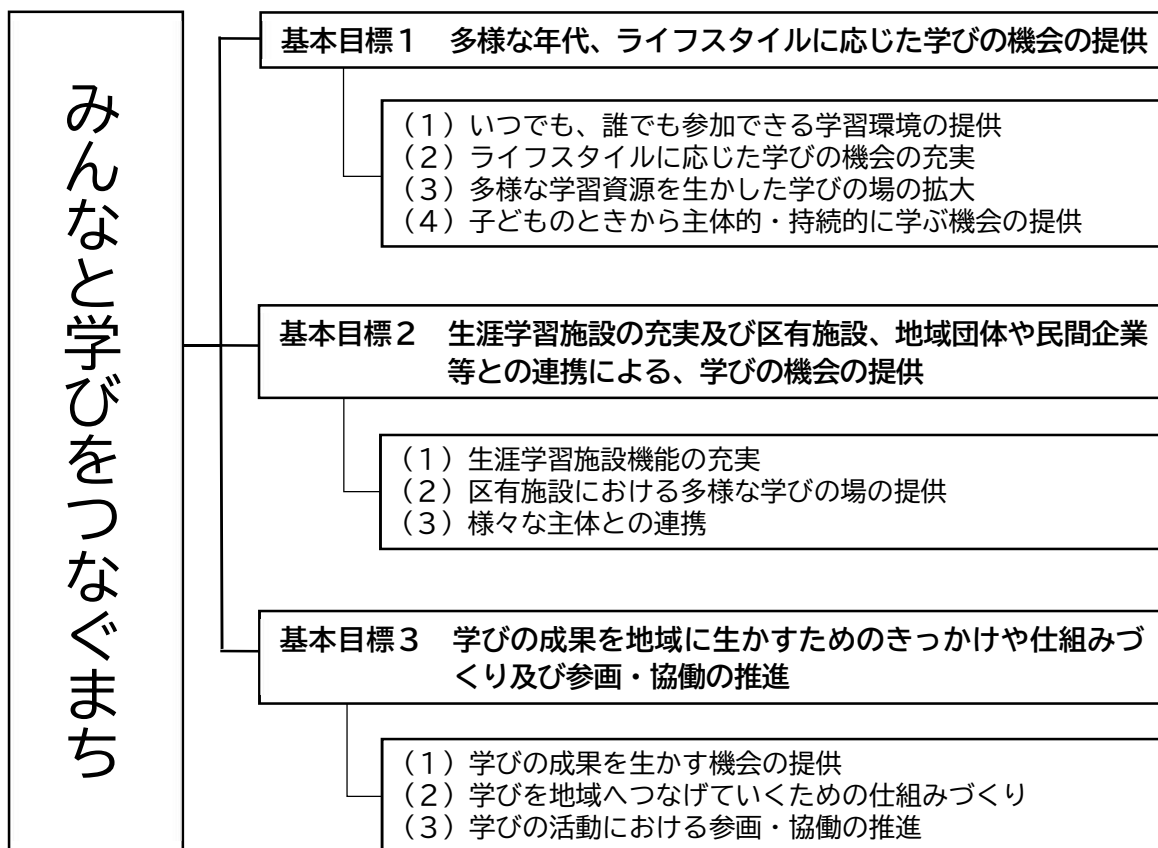 みんなと学びをつなぐまち
基本目標１　多様な年代、ライフスタイルに応じた学びの機会の提供
（１）いつでも、誰でも参加できる学習環境の提供
（２）ライフスタイルに応じた学びの機会の充実
（３）多様な学習資源を生かした学びの場の拡大
（４）子どものときから主体的・持続的に学ぶ機会の提供
基本目標２　生涯学習施設の充実及び区有施設、地域団体や民間企業
等との連携による、学びの機会の提供
（１）生涯学習施設機能の充実
（２）区有施設における多様な学びの場の提供
（３）様々な主体との連携
基本目標３　学びの成果を地域に生かすためのきっかけや仕組みづ
くり及び参画・協働の推進
（１）学びの成果を生かす機会の提供
（２）学びを地域へつなげていくための仕組みづくり
（３）学びの活動における参画・協働の推進